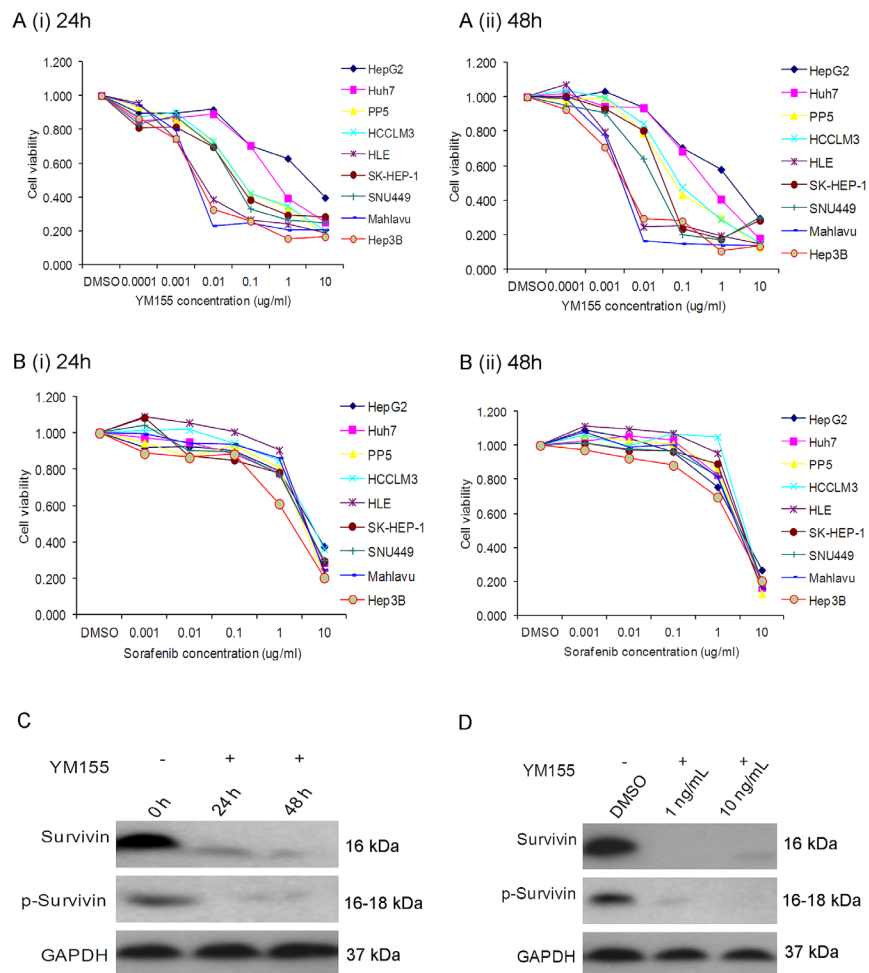 A (i) 24h
1.200
1.000
0.800
0.600
0.400
0.200
0.000
Cell viability
DMSO 0.0001 0.001 0.01 0.1 1 10
YM155 concentration (ug/ml)
HepG2
Huh7
PP5
HCCLM3
HLE
SK-HEP-1
SNU449
Mahlavu
Hep3B
A (ii) 48h
1.200
1.000
0.800
0.600
0.400
0.200
0.000
Cell viability
DMSO 0.0001 0.001 0.01 0.1 1 10
YM155 concentration (ug/ml)
HepG2
Huh7
PP5
HCCLM3
HLE
SK-HEP-1
SNU449
Mahlavu
Hep3B
B (i) 24h
1.200
1.000
0.800
0.600
0.400
0.200
0.000
Cell viability
DMSO 0.001 0.01 0.1 1 10
Sorafenib concentration (ug/ml)
HepG2
Huh7
PP5
HCCLM3
HLE
SK-HEP-1
SNU449
Mahlavu
Hep3B
B (ii) 48h
1.200
1.000
0.800
0.600
0.400
0.200
0.000
Cell viability
DMSO 0.001 0.01 0.1 1 10
Sorafenib concentration (ug/ml)
HepG2
Huh7
PP5
HCCLM3
HLE
SK-HEP-1
SNU449
Mahlavu
Hep3B
C
YM155 - + +
0 h 24 h 48 h
Survivin 16 kDa
p-Survivin 16-18 kDa
GAPDH 37 kDa
D
YM155 - + +
DMSO 1 ng/mL 10 ng/mL
Survivin 16 kDa
p-Survivin 16-18 kDa
GAPDH 37 kDa